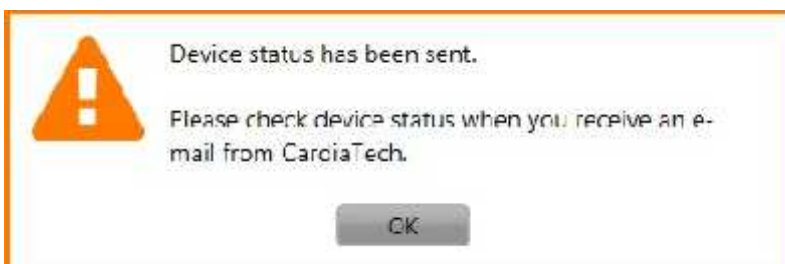 Device status has been sent.
Please check device status when you receive an e-
mail from CardiaTech.
OK